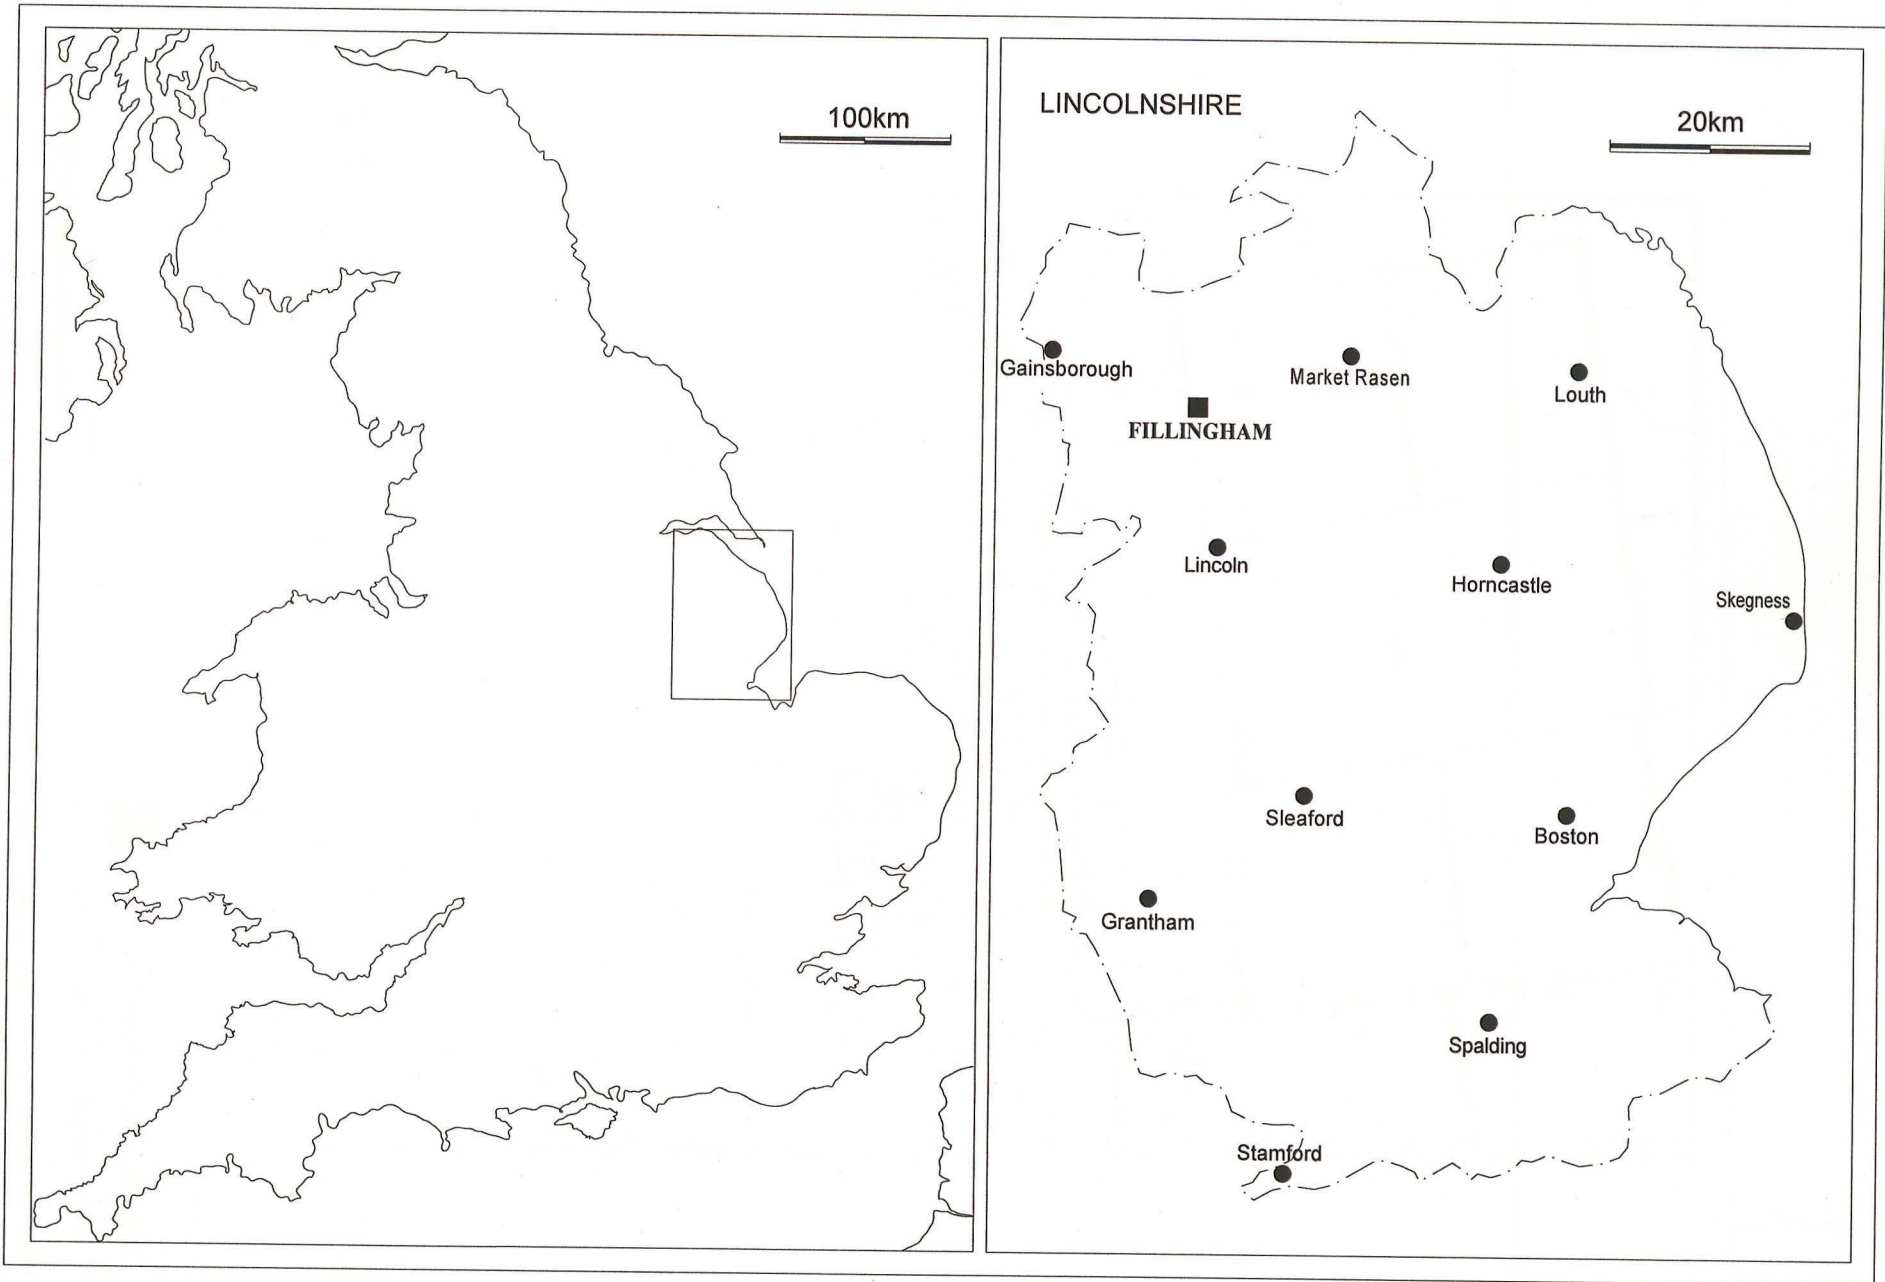 100km
LINCOLNSHIRE
20km
Gainsborough
Market Rasen
Louth
FILLINGHAM
Lincoln
Horncastle
Skegness
Sleaford
Boston
Grantham
Spalding
Stamford